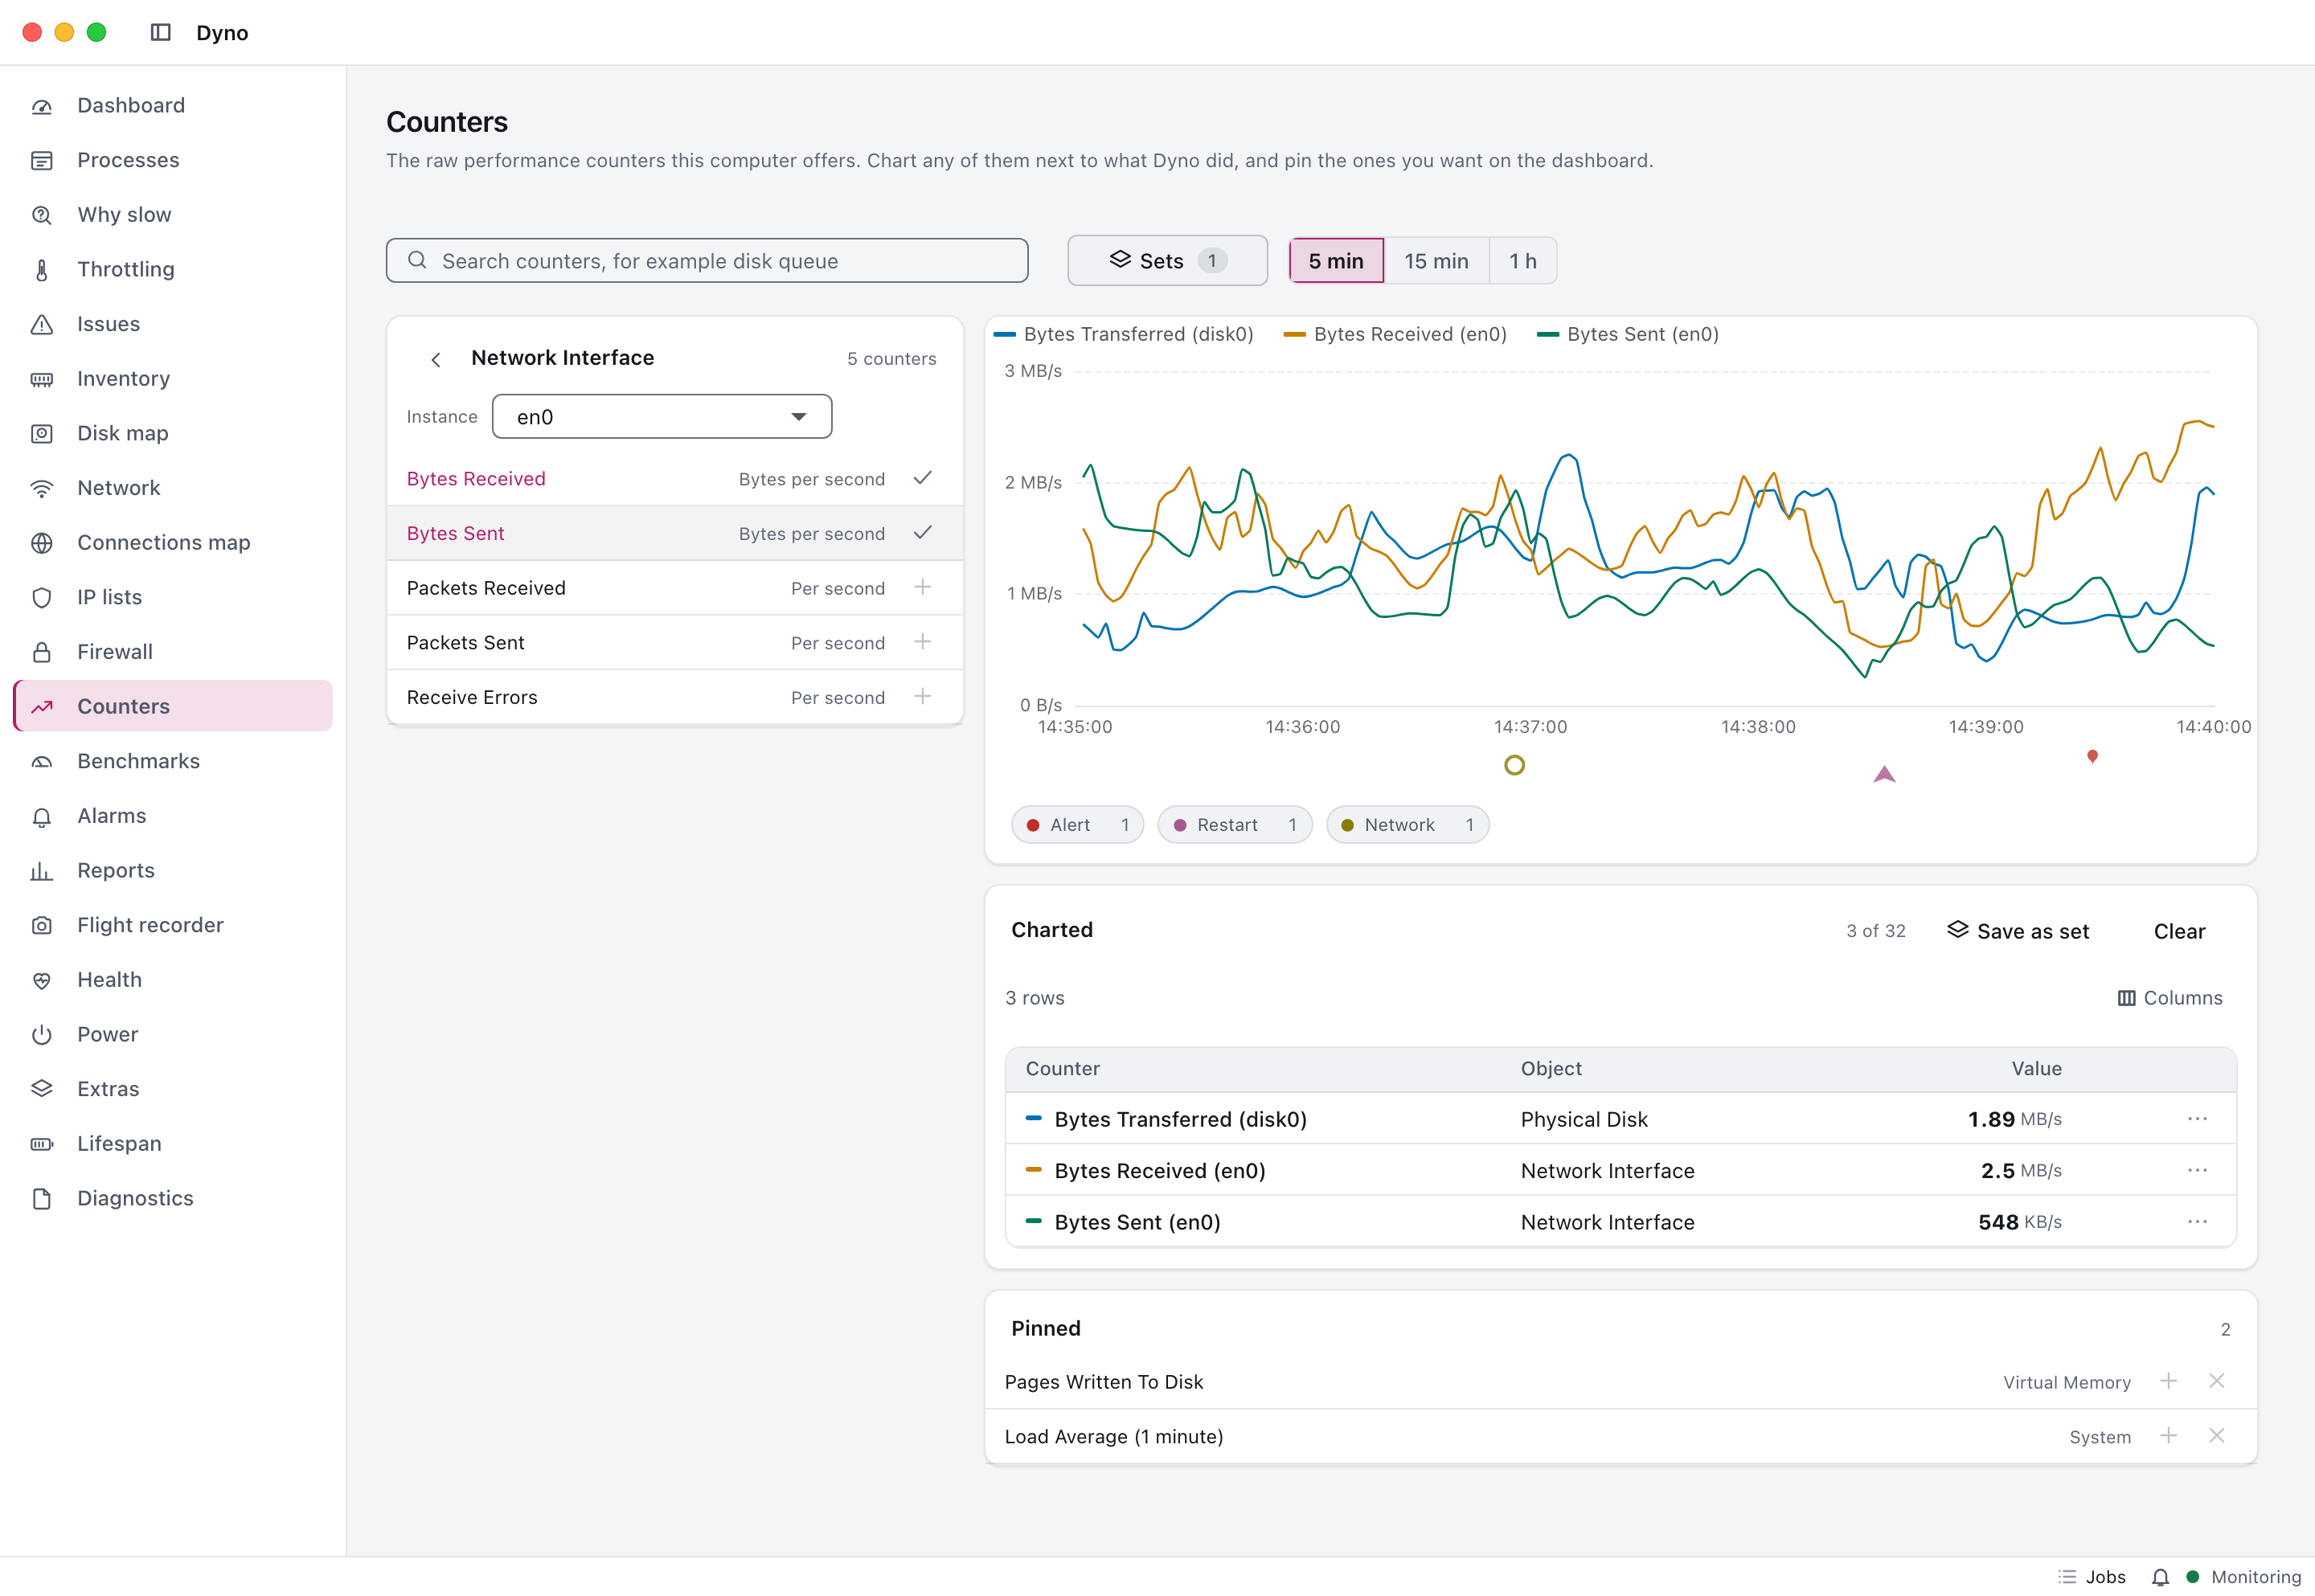 Dyno
Dashboard
Processes
Why slow
Throttling
Issues
Inventory
Disk map
Network
Connections map
IP lists
Firewall
Counters
Benchmarks
Alarms
Reports
Flight recorder
Health
Power
Extras
Lifespan
Diagnostics
Counters
The raw performance counters this computer offers. Chart any of them next to what Dyno did, and pin the ones you want on the dashboard.
Search counters, for example disk queue
Sets 1
5 min 15 min 1 h
Network Interface 5 counters
Instance en0
Bytes Received Bytes per second
Bytes Sent Bytes per second
Packets Received Per second
Packets Sent Per second
Receive Errors Per second
Bytes Transferred (disk0) Bytes Received (en0) Bytes Sent (en0)
3 MB/s
2 MB/s
1 MB/s
0 B/s
14:35:00 14:36:00 14:37:00 14:38:00 14:39:00 14:40:00
Alert 1 Restart 1 Network 1
Charted 3 of 32 Save as set Clear
3 rows Columns
Counter Object Value
Bytes Transferred (disk0) Physical Disk 1.89 MB/s
Bytes Received (en0) Network Interface 2.5 MB/s
Bytes Sent (en0) Network Interface 548 KB/s
Pinned 2
Pages Written To Disk Virtual Memory
Load Average (1 minute) System
Jobs Monitoring